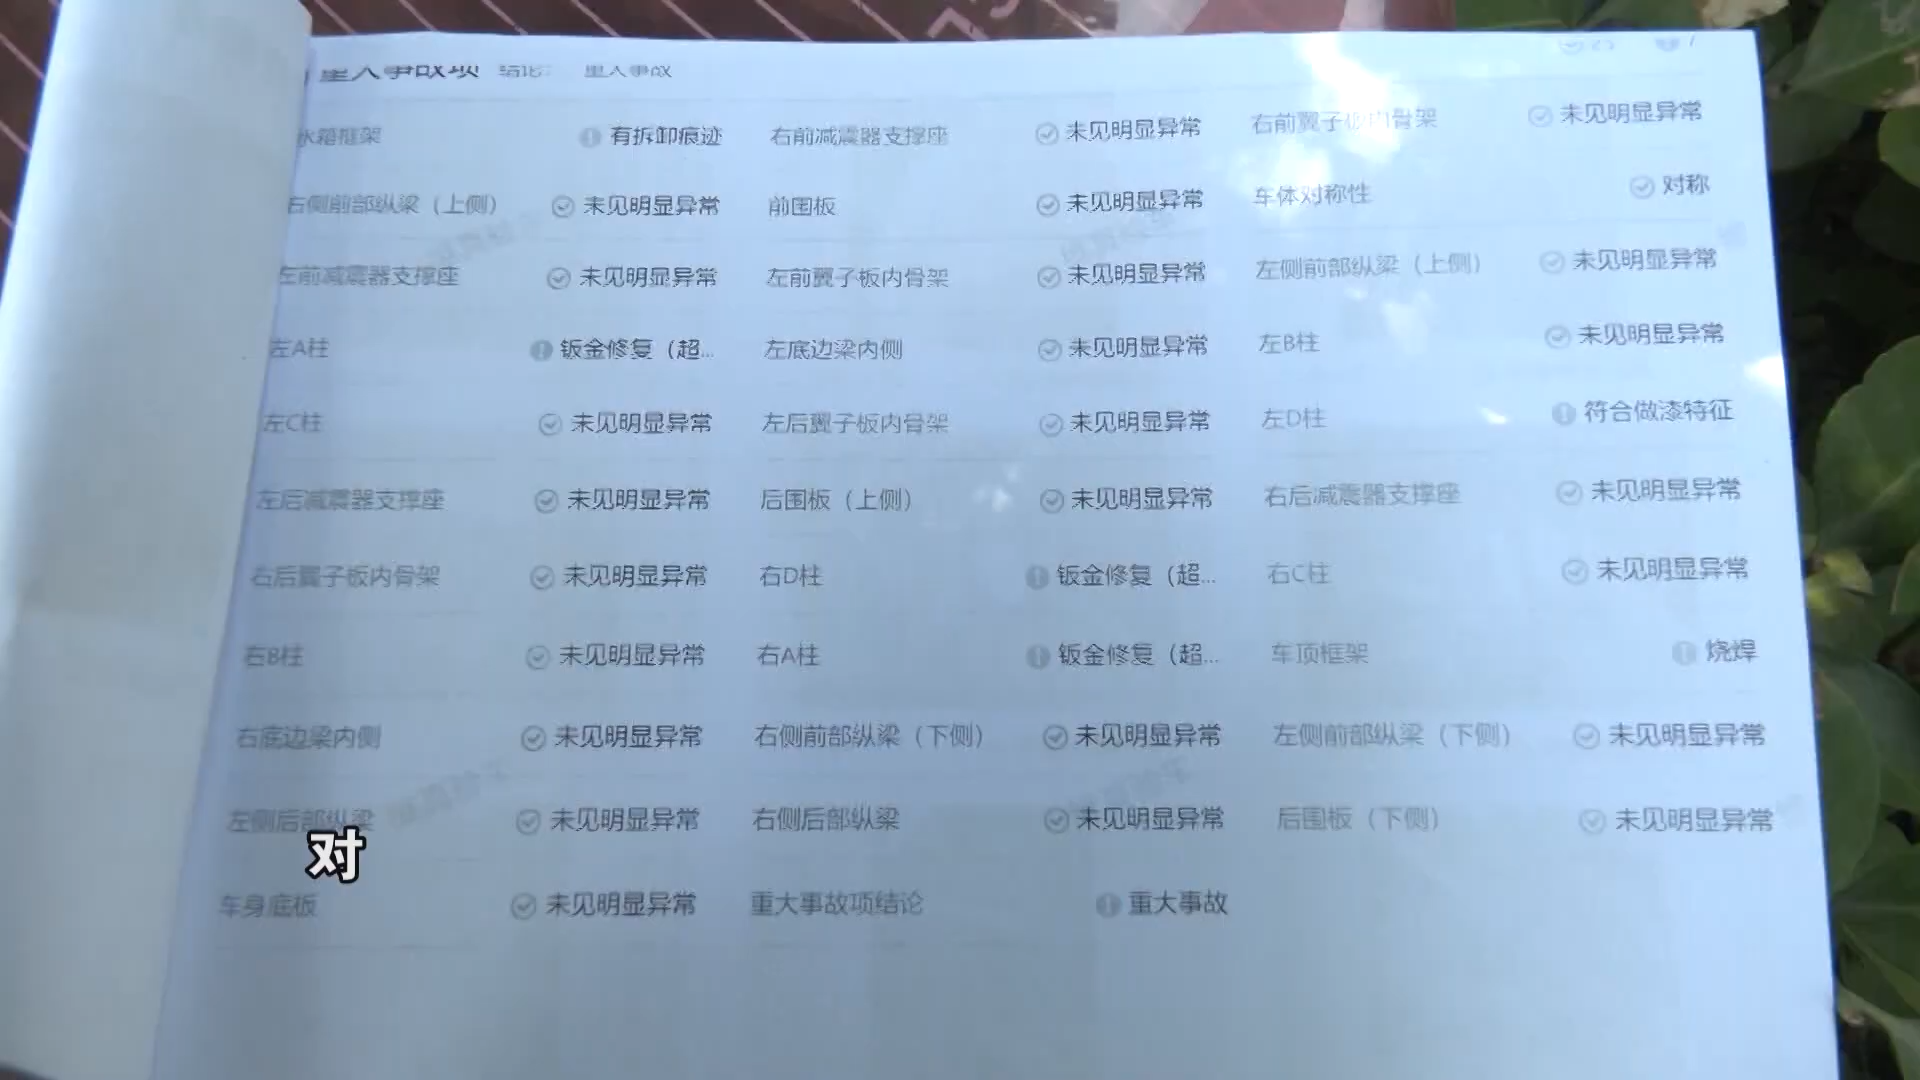 重大事故项 结论: 重大事故
水箱框架 有拆卸痕迹 右前减震器支撑座 未见明显异常 右前翼子板内骨架 未见明显异常
右侧前部纵梁（上侧） 未见明显异常 前围板 未见明显异常 车体对称性 对称
左前减震器支撑座 未见明显异常 左前翼子板内骨架 未见明显异常 左侧前部纵梁（上侧） 未见明显异常
左A柱 钣金修复（超... 左底边梁内侧 未见明显异常 左B柱 未见明显异常
左C柱 未见明显异常 左后翼子板内骨架 未见明显异常 左D柱 符合做漆特征
左后减震器支撑座 未见明显异常 后围板（上侧） 未见明显异常 右后减震器支撑座 未见明显异常
右后翼子板内骨架 未见明显异常 右D柱 钣金修复（超... 右C柱 未见明显异常
右B柱 未见明显异常 右A柱 钣金修复（超... 车顶框架 烧焊
右底边梁内侧 未见明显异常 右侧前部纵梁（下侧） 未见明显异常 左侧前部纵梁（下侧） 未见明显异常
左侧后部纵梁 未见明显异常 右侧后部纵梁 未见明显异常 后围板（下侧） 未见明显异常
对
车身底板 未见明显异常 重大事故项结论 重大事故